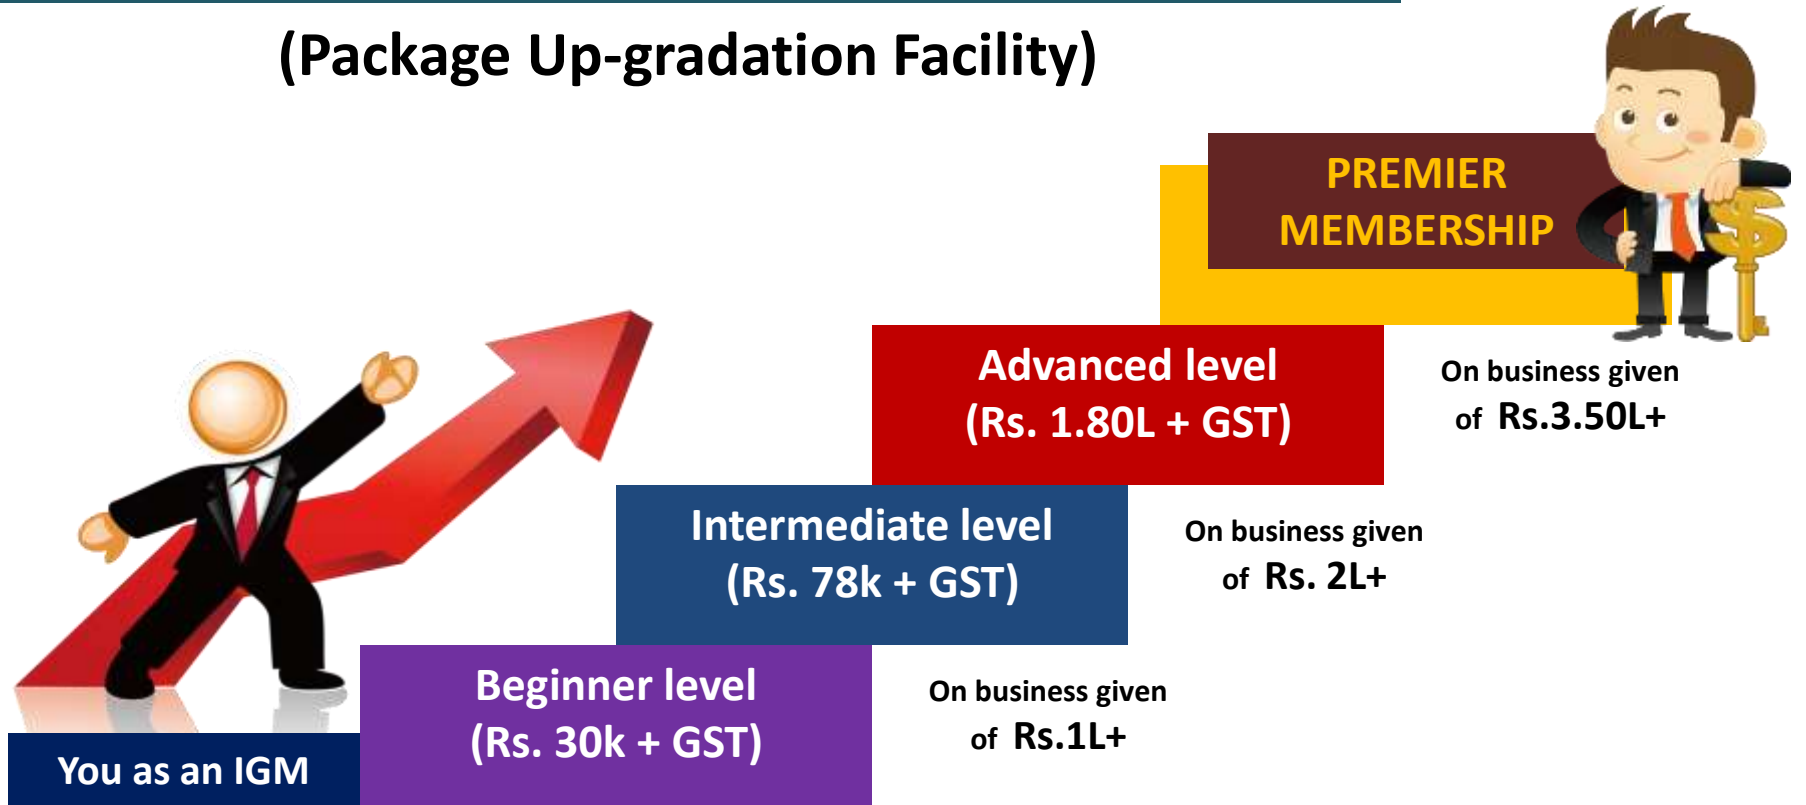 (Package Up-gradation Facility)
PREMIER
MEMBERSHIP
Advanced level
(Rs. 1.80L + GST)
On business given
of Rs.3.50L+
Intermediate level
(Rs. 78k + GST)
On business given
of Rs. 2L+
Beginner level
(Rs. 30k + GST)
On business given
of Rs.1L+
You as an IGM